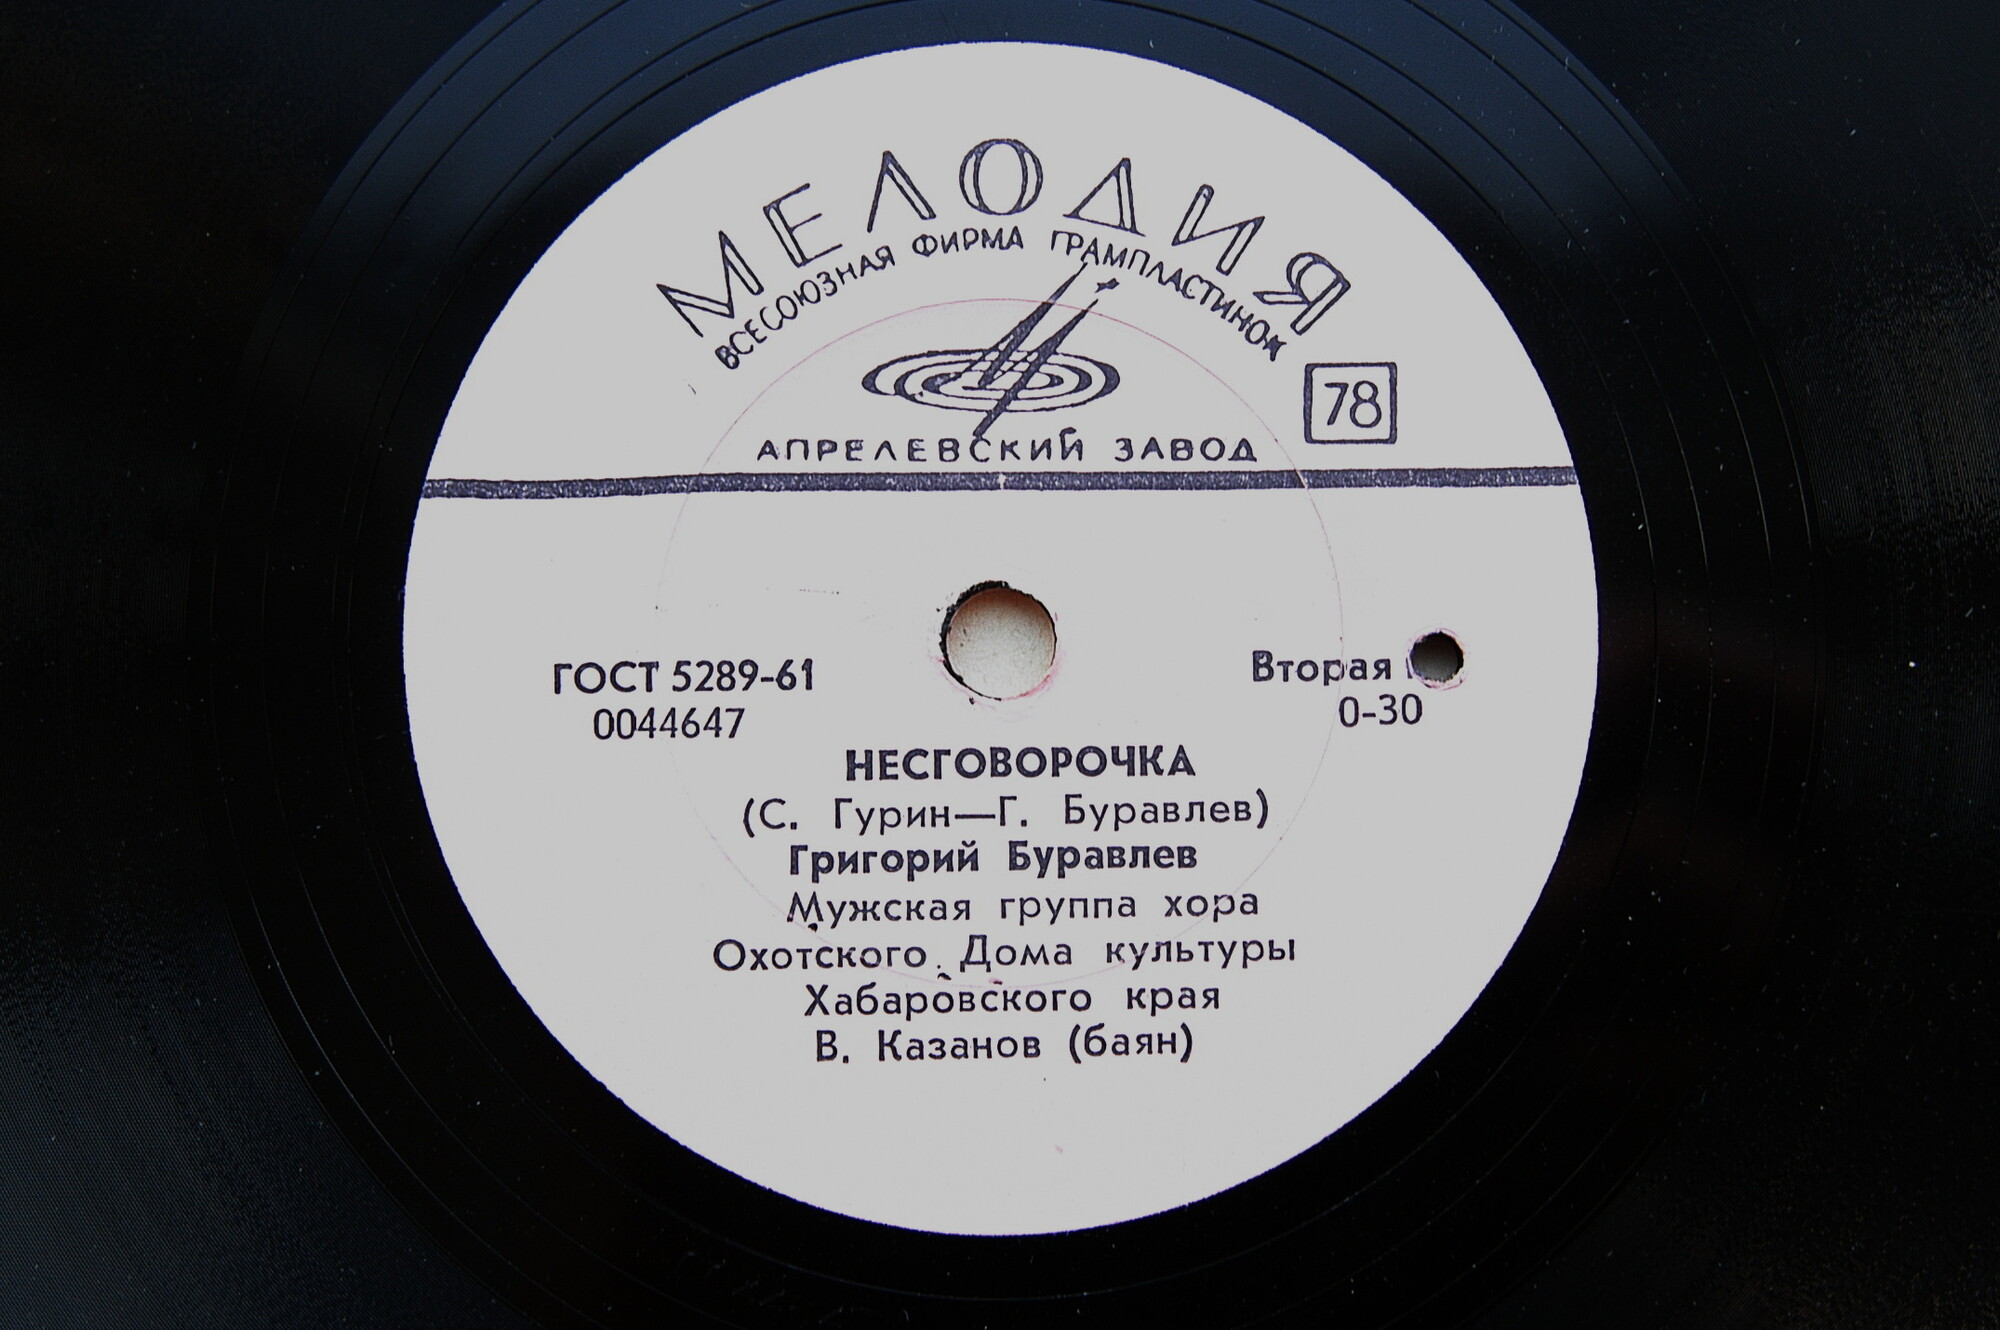 МЕЛОДИЯ
ВСЕСОЮЗНАЯ ФИРМА ГРАМПЛАСТИНОК
78
АПРЕЛЕВСКИЙ ЗАВОД
ГОСТ 5289-61
0044647
Вторая
0-30
НЕСГОВОРОЧКА
(С. Гурин—Г. Буравлев)
Григорий Буравлев
Мужская группа хора
Охотского Дома культуры
Хабаровского края
В. Казанов (баян)